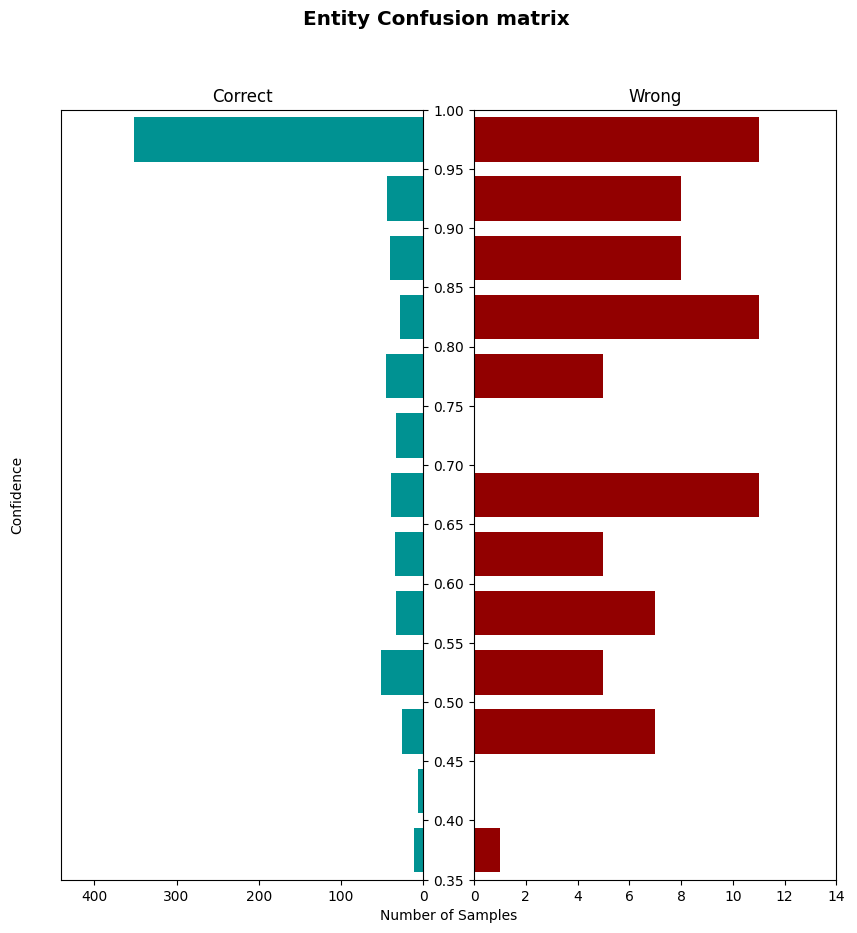 Entity Confusion matrix
Correct
Wrong
1.00
0.95
0.90
0.85
0.80
0.75
0.70
0.65
0.60
0.55
0.50
0.45
0.40
0.35
Confidence
400 300 200 100 0
0 2 4 6 8 10 12 14
Number of Samples